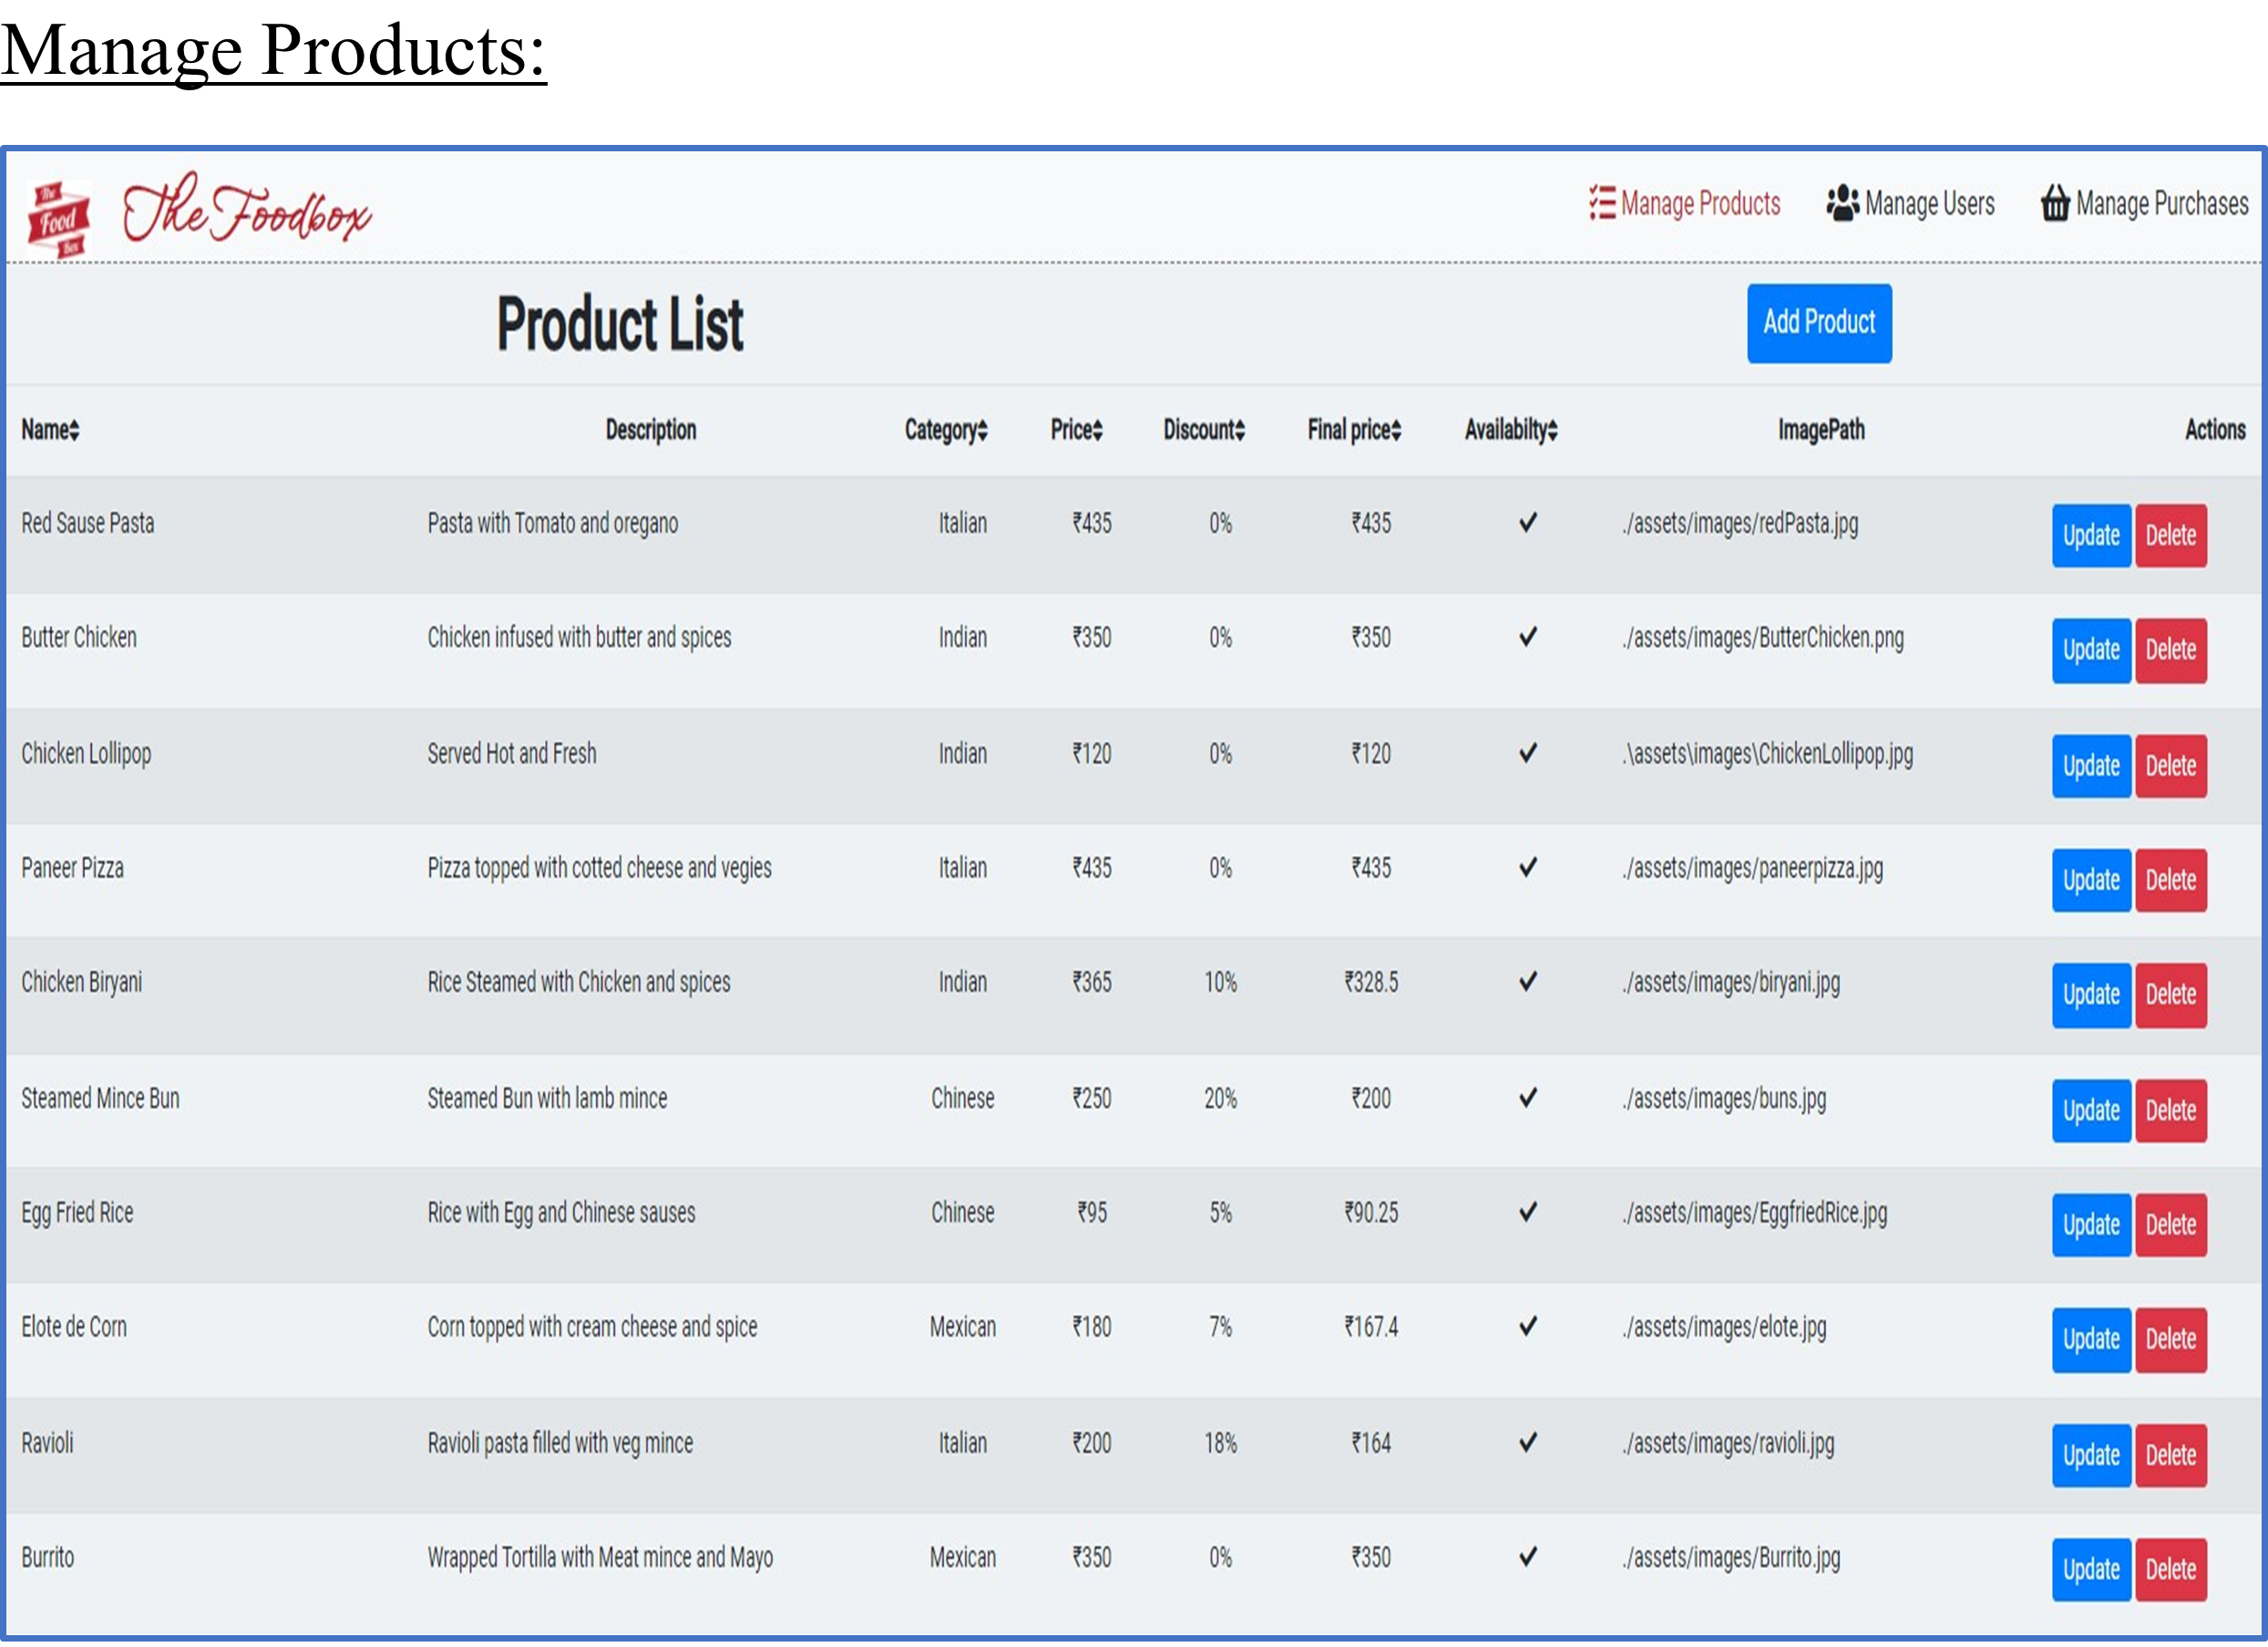 Manage Products:
The Food Box The Foodbox Manage Products Manage Users Manage Purchases
Product List Add Product
Name Description Category Price Discount Final price Availabilty ImagePath Actions
Red Sause Pasta Pasta with Tomato and oregano Italian ₹435 0% ₹435 ✔ ./assets/images/redPasta.jpg Update Delete
Butter Chicken Chicken infused with butter and spices Indian ₹350 0% ₹350 ✔ ./assets/images/ButterChicken.png Update Delete
Chicken Lollipop Served Hot and Fresh Indian ₹120 0% ₹120 ✔ .\assets\images\ChickenLollipop.jpg Update Delete
Paneer Pizza Pizza topped with cotted cheese and vegies Italian ₹435 0% ₹435 ✔ ./assets/images/paneerpizza.jpg Update Delete
Chicken Biryani Rice Steamed with Chicken and spices Indian ₹365 10% ₹328.5 ✔ ./assets/images/biryani.jpg Update Delete
Steamed Mince Bun Steamed Bun with lamb mince Chinese ₹250 20% ₹200 ✔ ./assets/images/buns.jpg Update Delete
Egg Fried Rice Rice with Egg and Chinese sauses Chinese ₹95 5% ₹90.25 ✔ ./assets/images/EggfriedRice.jpg Update Delete
Elote de Corn Corn topped with cream cheese and spice Mexican ₹180 7% ₹167.4 ✔ ./assets/images/elote.jpg Update Delete
Ravioli Ravioli pasta filled with veg mince Italian ₹200 18% ₹164 ✔ ./assets/images/ravioli.jpg Update Delete
Burrito Wrapped Tortilla with Meat mince and Mayo Mexican ₹350 0% ₹350 ✔ ./assets/images/Burrito.jpg Update Delete